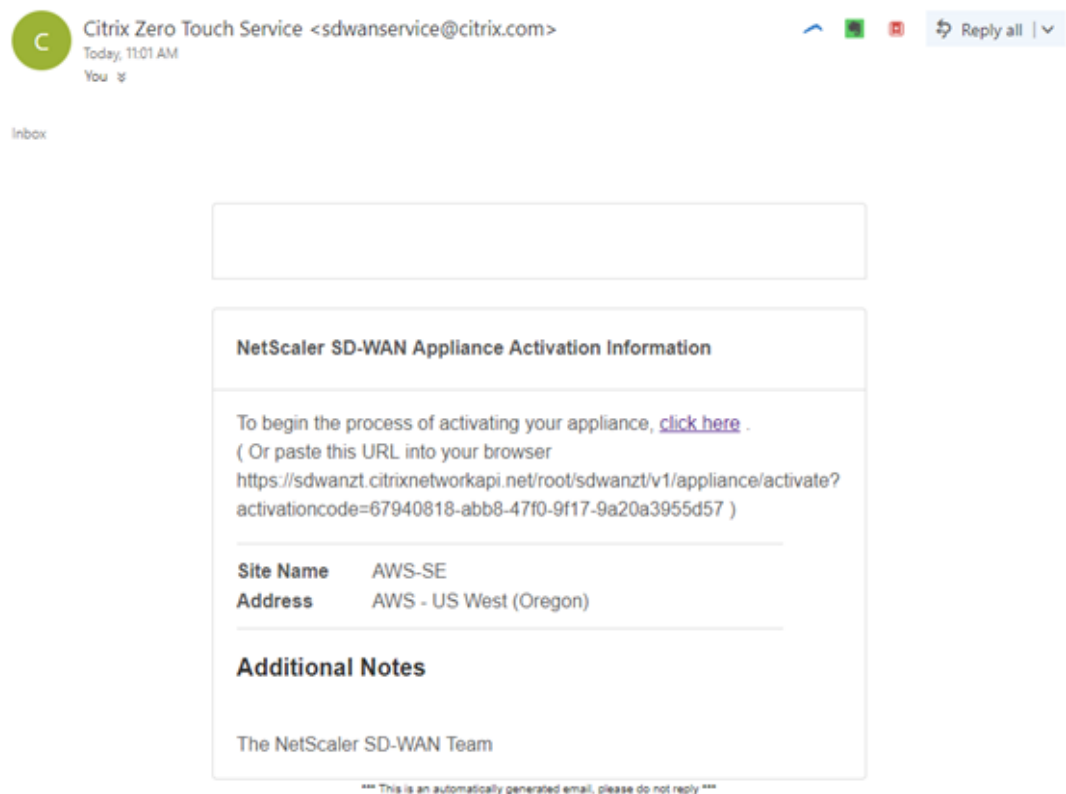 C
Citrix Zero Touch Service <sdwanservice@citrix.com>
Reply all
Today, 11:01 AM
You
Inbox
NetScaler SD-WAN Appliance Activation Information
To begin the process of activating your appliance, click here .
( Or paste this URL into your browser
https://sdwanzt.citrixnetworkapi.net/root/sdwanzt/v1/appliance/activate?
activationcode=67940818-abb8-47f0-9f17-9a20a3955d57 )
Site Name AWS-SE
Address AWS - US West (Oregon)
Additional Notes
The NetScaler SD-WAN Team
*** This is an automatically generated email, please do not reply ***